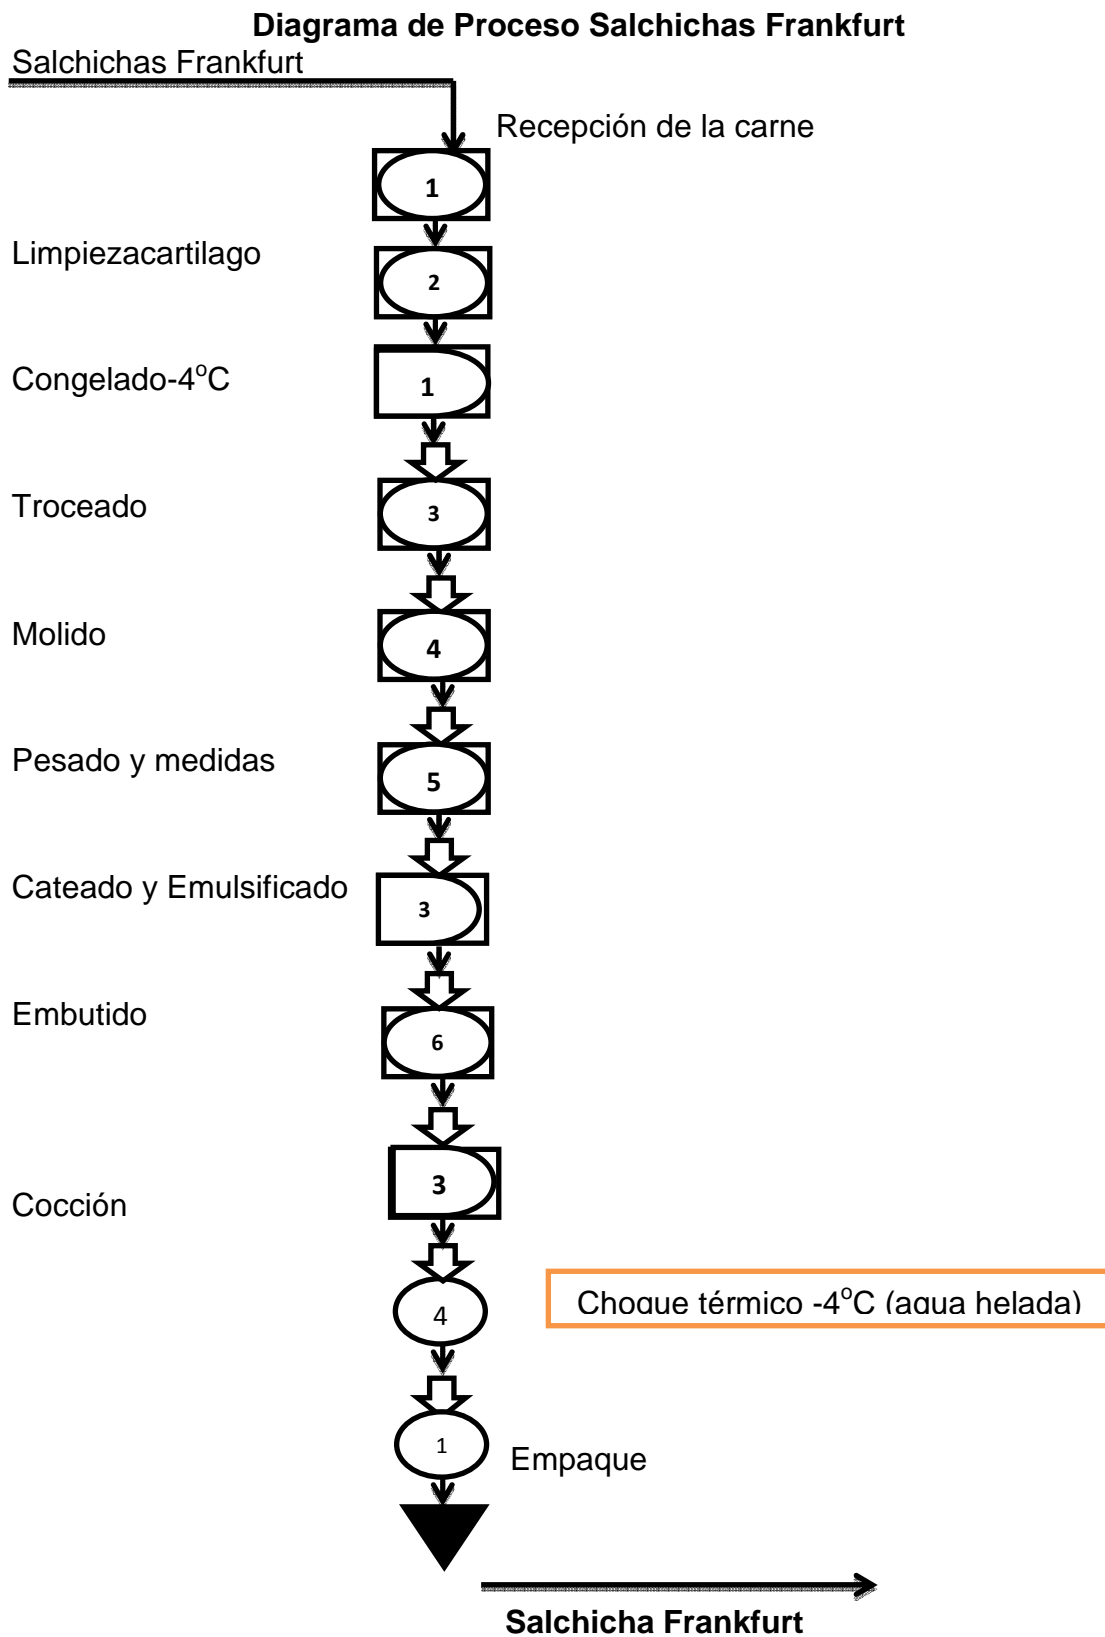 Diagrama de Proceso Salchichas Frankfurt
Salchichas Frankfurt
Recepción de la carne
1
Limpiezacartilago
2
Congelado-4°C
1
Troceado
3
Molido
4
Pesado y medidas
5
Cateado y Emulsificado
3
Embutido
6
Cocción
3
Choque térmico -4°C (agua helada)
4
1
Empaque
Salchicha Frankfurt